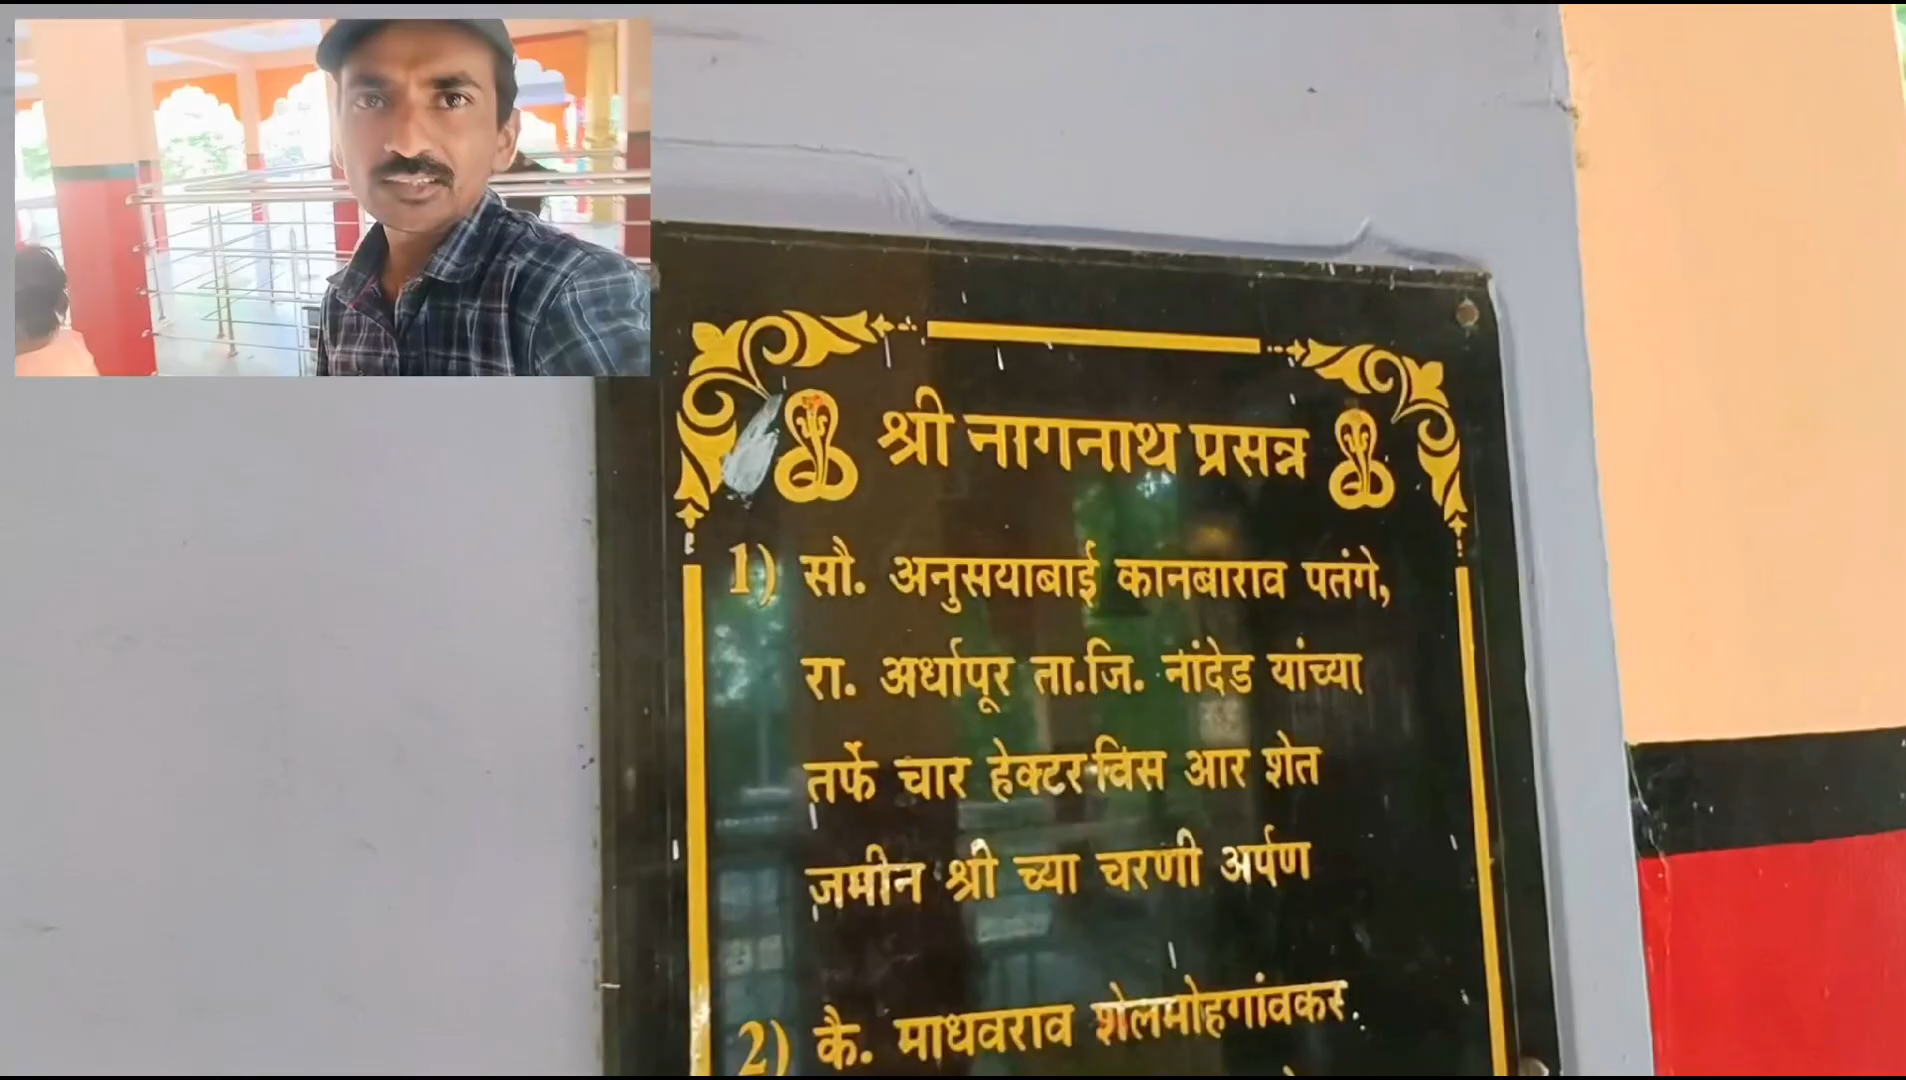 श्री नागनाथ प्रसन्न
1) सौ. अनुसयाबाई कानबाराव पतंगे,
रा. अर्धापूर ता.जि. नांदेड यांच्या
तर्फे चार हेक्टर विस आर शेत
जमीन श्री च्या चरणी अर्पण
2) कै. माधवराव शेलमोहगांवकर